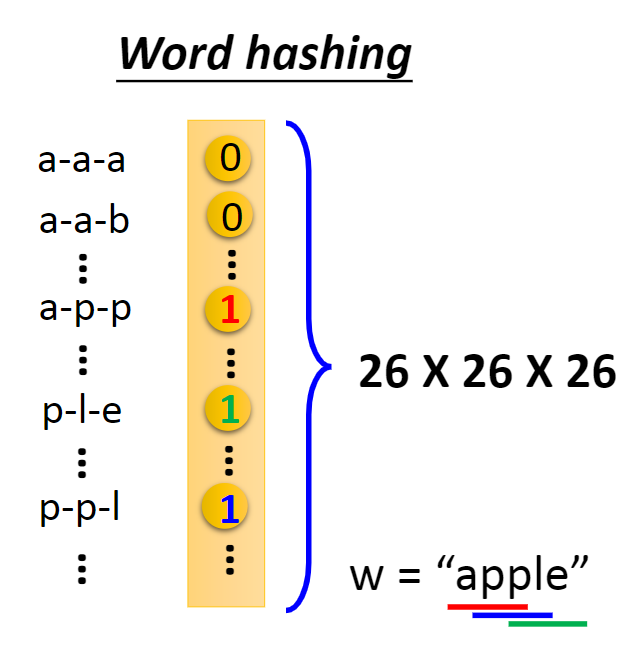 Word hashing
a-a-a 0
a-a-b 0
⋮ ⋮
a-p-p 1
⋮ ⋮
26 X 26 X 26
p-l-e 1
⋮ ⋮
p-p-l 1
⋮ ⋮
w = “apple”